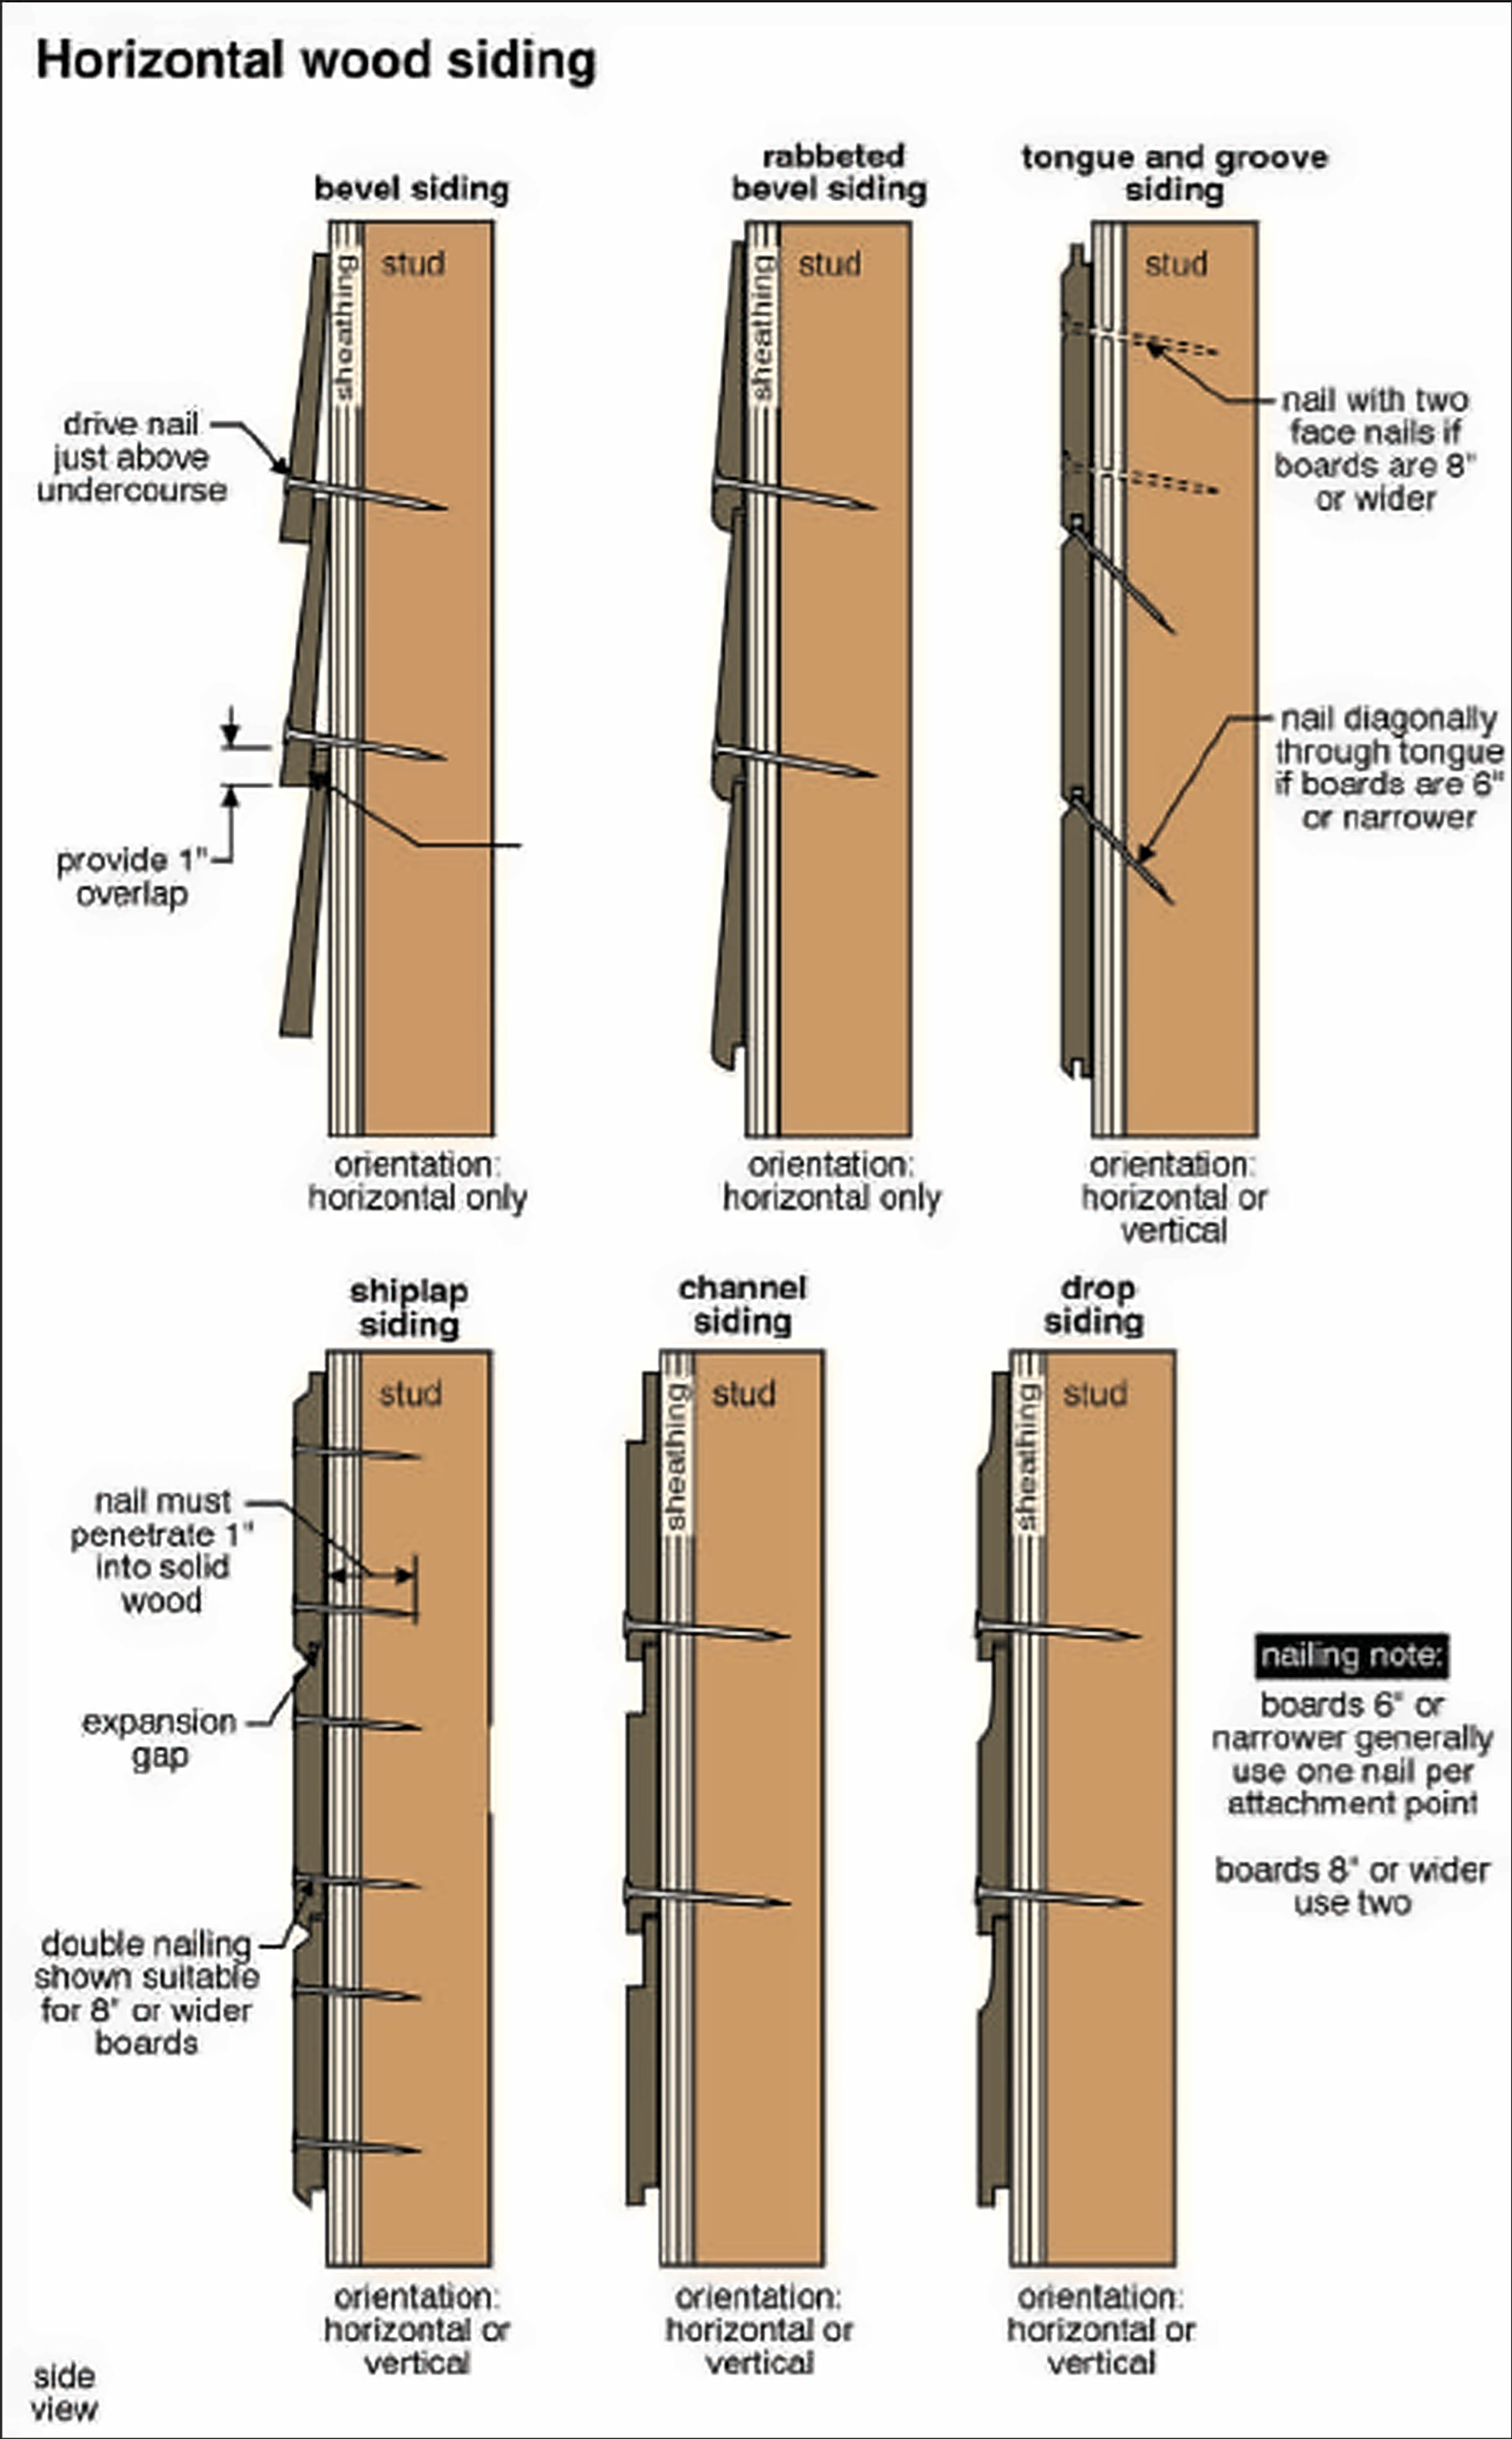 Horizontal wood siding
bevel siding
sheathing
stud
drive nail
just above
undercourse
provide 1"
overlap
orientation:
horizontal only
rabbeted
bevel siding
sheathing
stud
orientation:
horizontal only
tongue and groove
siding
stud
nail with two
face nails if
boards are 8"
or wider
nail diagonally
through tongue
if boards are 6"
or narrower
orientation:
horizontal or
vertical
shiplap
siding
stud
nail must
penetrate 1"
into solid
wood
expansion
gap
double nailing
shown suitable
for 8" or wider
boards
orientation:
horizontal or
vertical
channel
siding
sheathing
stud
orientation:
horizontal or
vertical
drop
siding
sheathing
stud
orientation:
horizontal or
vertical
nailing note:
boards 6" or
narrower generally
use one nail per
attachment point
boards 8" or wider
use two
side
view